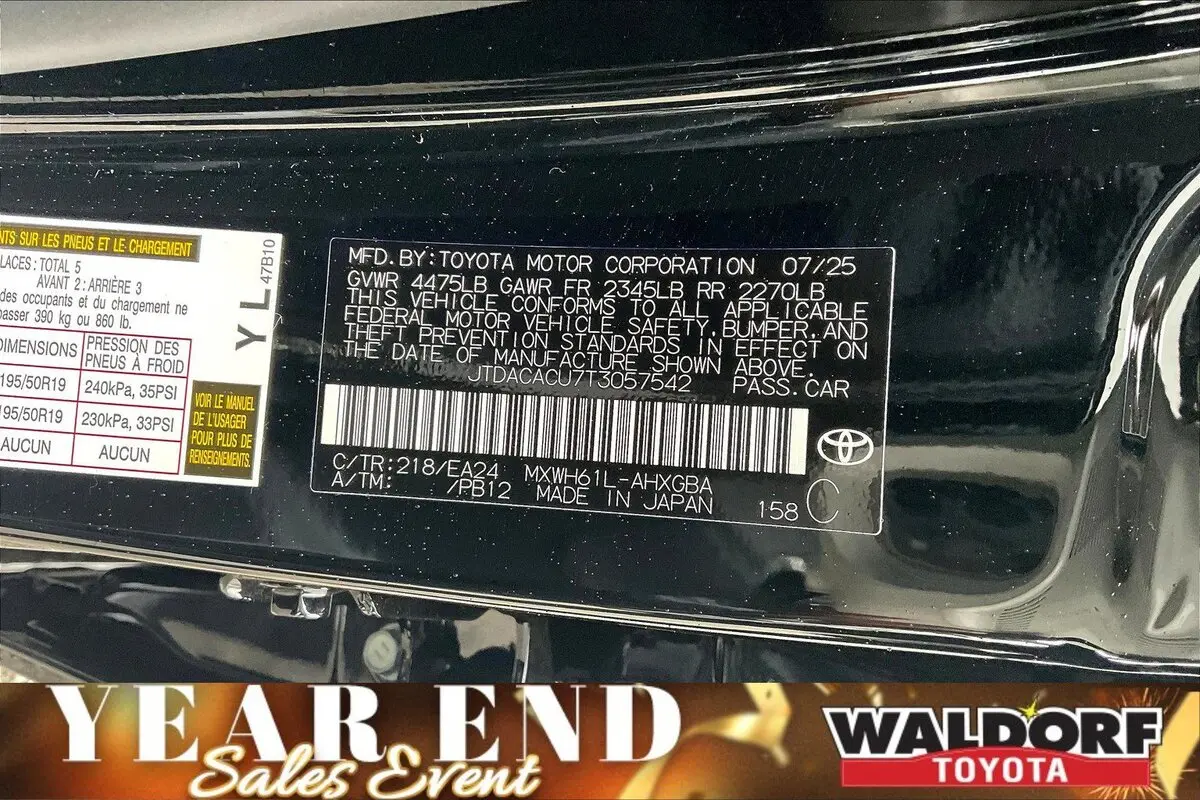 NTS SUR LES PNEUS ET LE CHARGEMENT
LACES : TOTAL 5
AVANT 2 : ARRIÈRE 3
des occupants et du chargement ne
passer 390 kg ou 860 lb.
DIMENSIONS PRESSION DES PNEUS À FROID
195/50R19 240kPa, 35PSI
195/50R19 230kPa, 33PSI
AUCUN AUCUN
47B10
YL
VOIR LE MANUEL
DE L'USAGER
POUR PLUS DE
RENSEIGNEMENTS.
MFD.BY:TOYOTA MOTOR CORPORATION 07/25
GVWR 4475LB GAWR FR 2345LB RR 2270LB
THIS VEHICLE CONFORMS TO ALL APPLICABLE
FEDERAL MOTOR VEHICLE SAFETY, BUMPER, AND
THEFT PREVENTION STANDARDS IN EFFECT ON
THE DATE OF MANUFACTURE SHOWN ABOVE.
JTDACACU7T3057542 PASS.CAR
C/TR:218/EA24 MXWH61L-AHXGBA
A/TM: /PB12 MADE IN JAPAN 158 C
YEAR END
Sales Event
WALDORF
TOYOTA